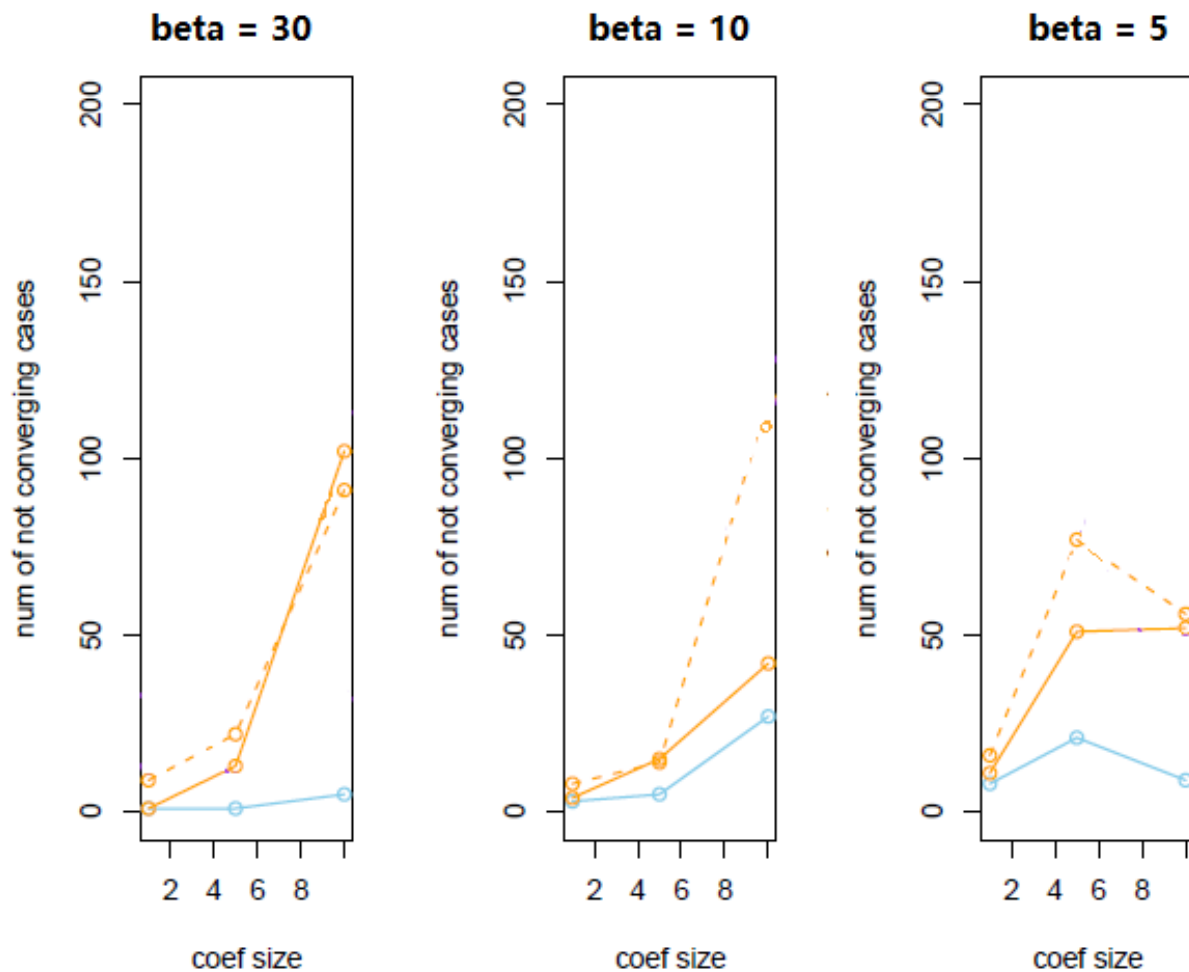 beta = 30
num of not converging cases
200
150
100
50
0
2 4 6 8
coef size
beta = 10
num of not converging cases
200
150
100
50
0
2 4 6 8
coef size
beta = 5
num of not converging cases
200
150
100
50
0
2 4 6 8
coef size